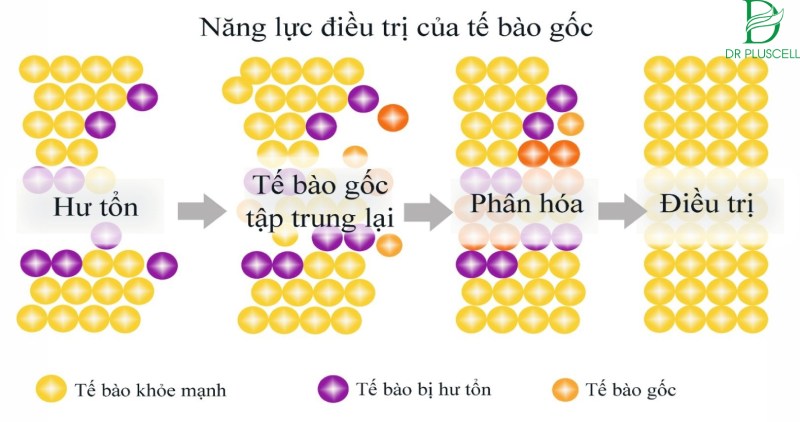 Năng lực điều trị của tế bào gốc
DR PLUSCELL
Hư tổn
Tế bào gốc
tập trung lại
Phân hóa
Điều trị
Tế bào khỏe mạnh
Tế bào bị hư tổn
Tế bào gốc